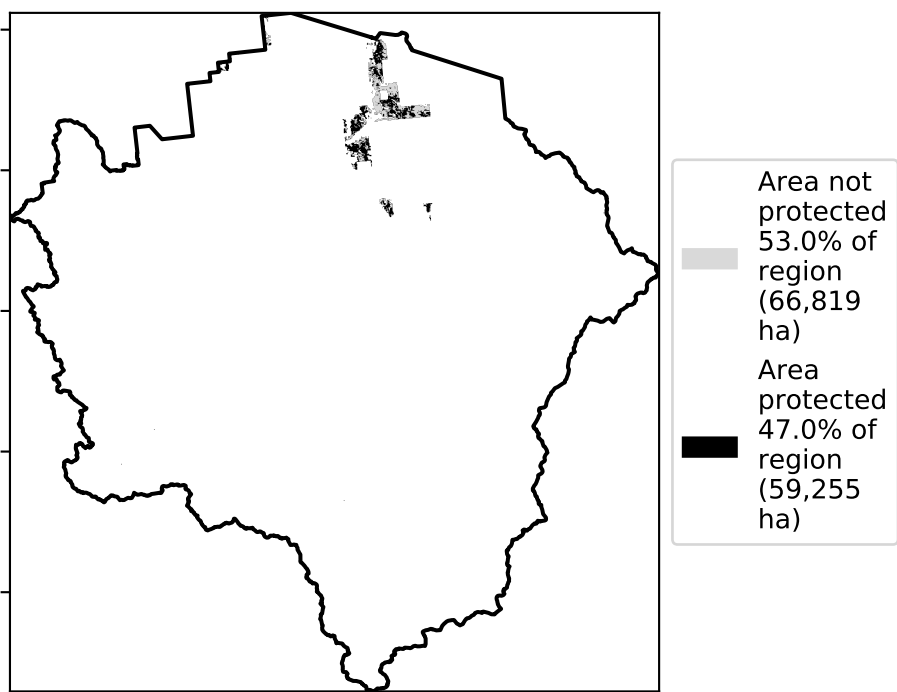 Area not
protected
53.0% of
region
(66,819
ha)
Area
protected
47.0% of
region
(59,255
ha)